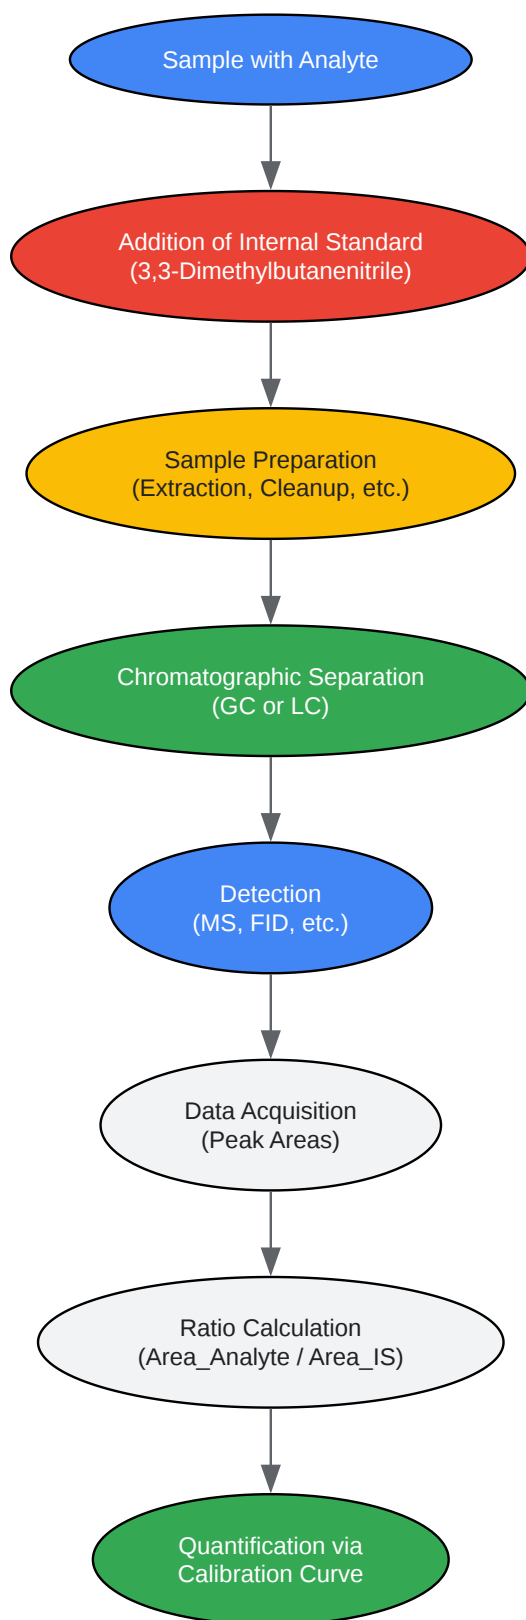 Sample with Analyte
Addition of Internal Standard
(3,3-Dimethylbutanenitrile)
Sample Preparation
(Extraction, Cleanup, etc.)
Chromatographic Separation
(GC or LC)
Detection
(MS, FID, etc.)
Data Acquisition
(Peak Areas)
Ratio Calculation
(Area_Analyte / Area_IS)
Quantification via
Calibration Curve